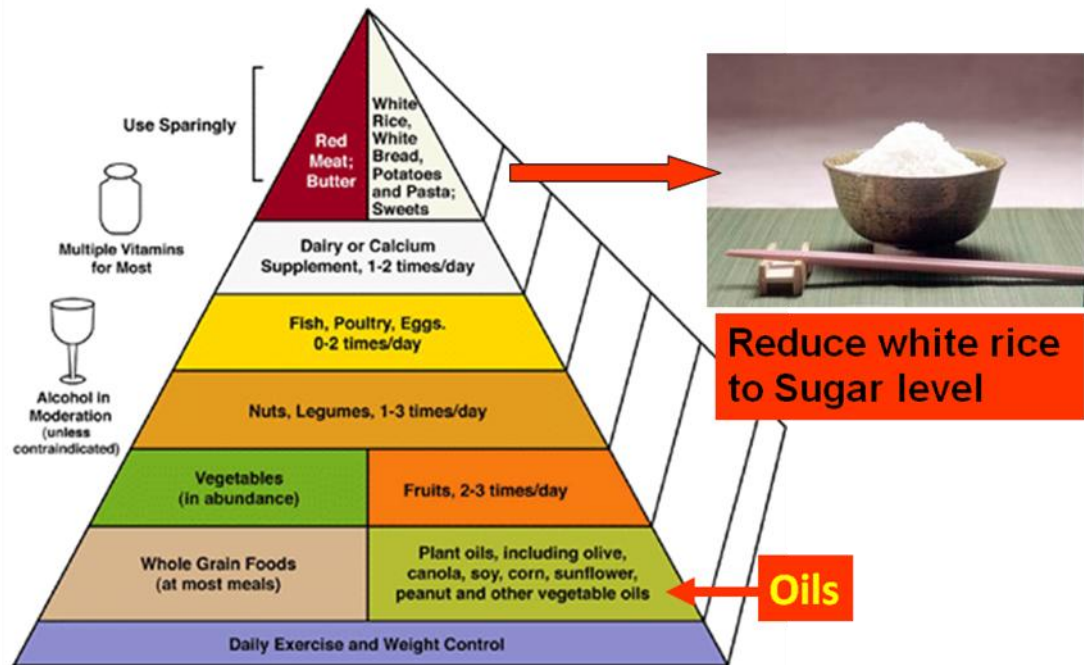 Use Sparingly
Red
Meat;
Butter
White
Rice,
White
Bread,
Potatoes
and Pasta;
Sweets
Multiple Vitamins
for Most
Dairy or Calcium
Supplement, 1-2 times/day
Fish, Poultry, Eggs.
0-2 times/day
Alcohol in
Moderation
(unless
contraindicated)
Nuts, Legumes, 1-3 times/day
Vegetables
(in abundance)
Fruits, 2-3 times/day
Whole Grain Foods
(at most meals)
Plant oils, including olive,
canola, soy, corn, sunflower,
peanut and other vegetable oils
Daily Exercise and Weight Control
Reduce white rice
to Sugar level
Oils